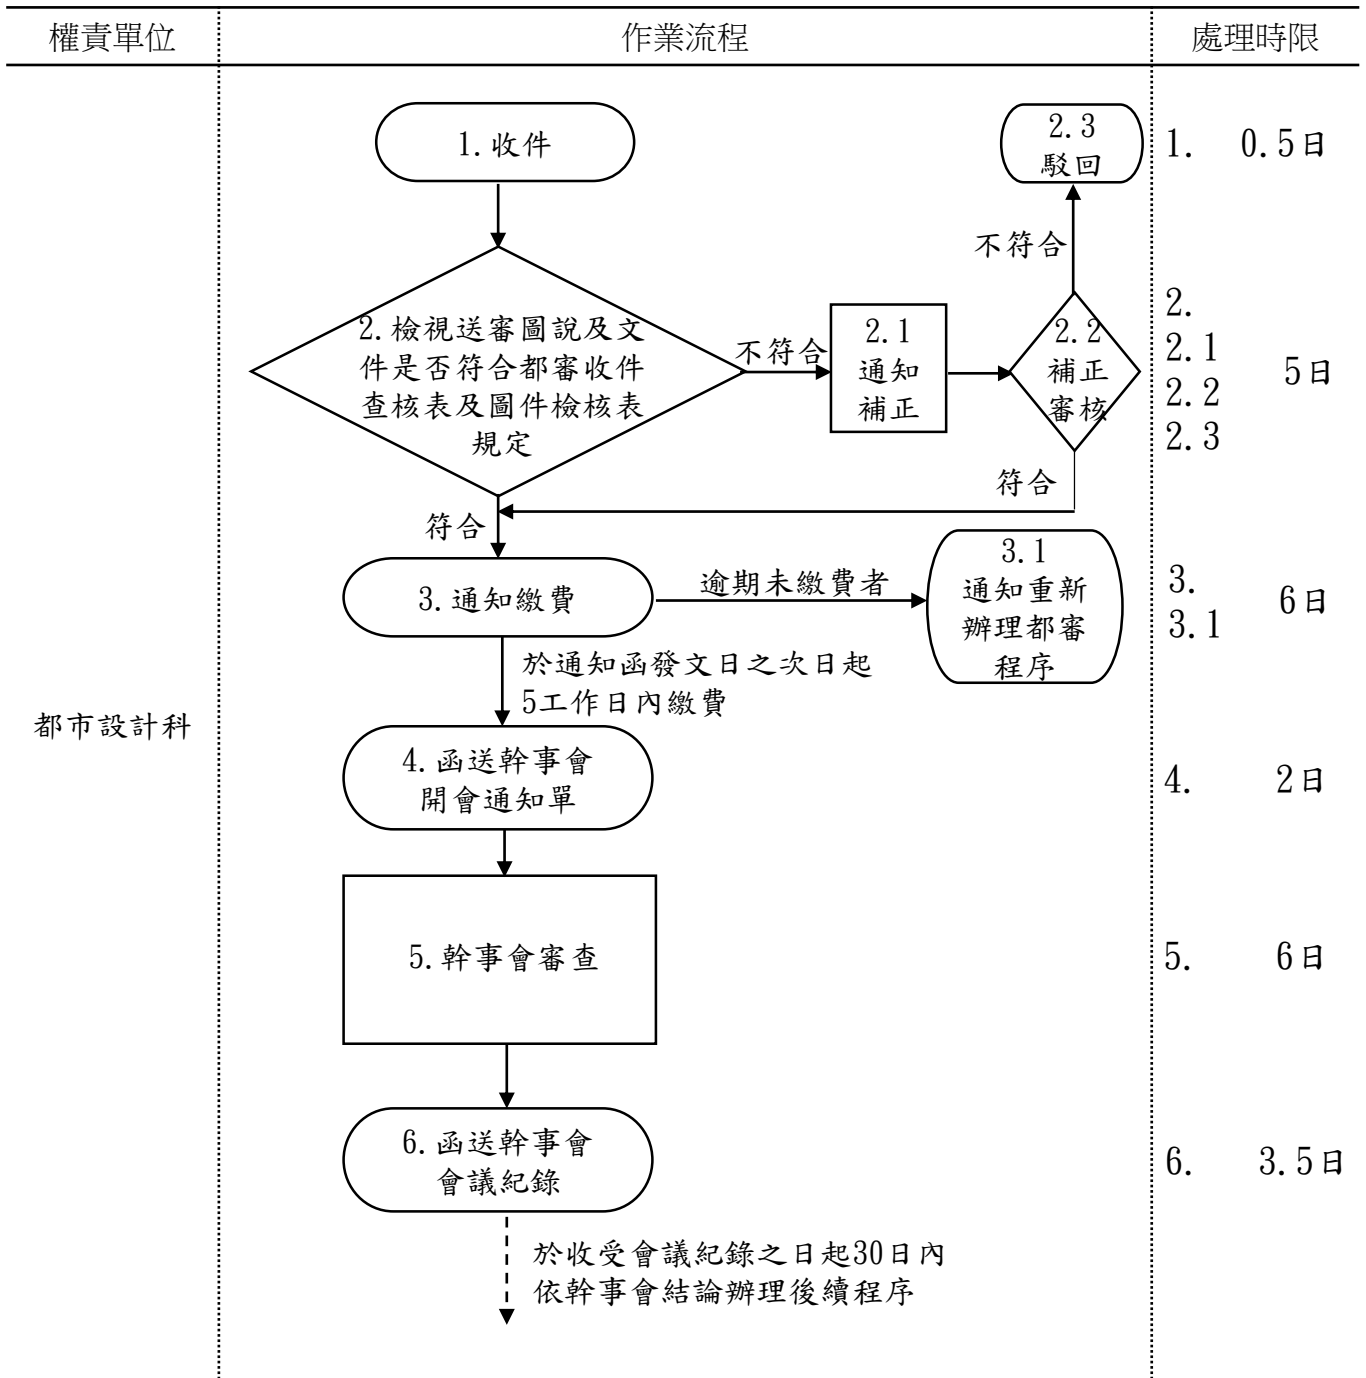 權責單位
作業流程
處理時限
1.收件
2.3
駁回
1. 0.5日
不符合
2.檢視送審圖說及文
件是否符合都審收件
查核表及圖件檢核表
規定
不符合
2.1
通知
補正
2.2
補正
審核
2.
2.1
2.2
2.3
5日
符合
符合
3.通知繳費
逾期未繳費者
3.1
通知重新
辦理都審
程序
3.
3.1
6日
於通知函發文日之次日起
5工作日內繳費
都市設計科
4.函送幹事會
開會通知單
4. 2日
5.幹事會審查
5. 6日
6.函送幹事會
會議紀錄
6. 3.5日
於收受會議紀錄之日起30日內
依幹事會結論辦理後續程序